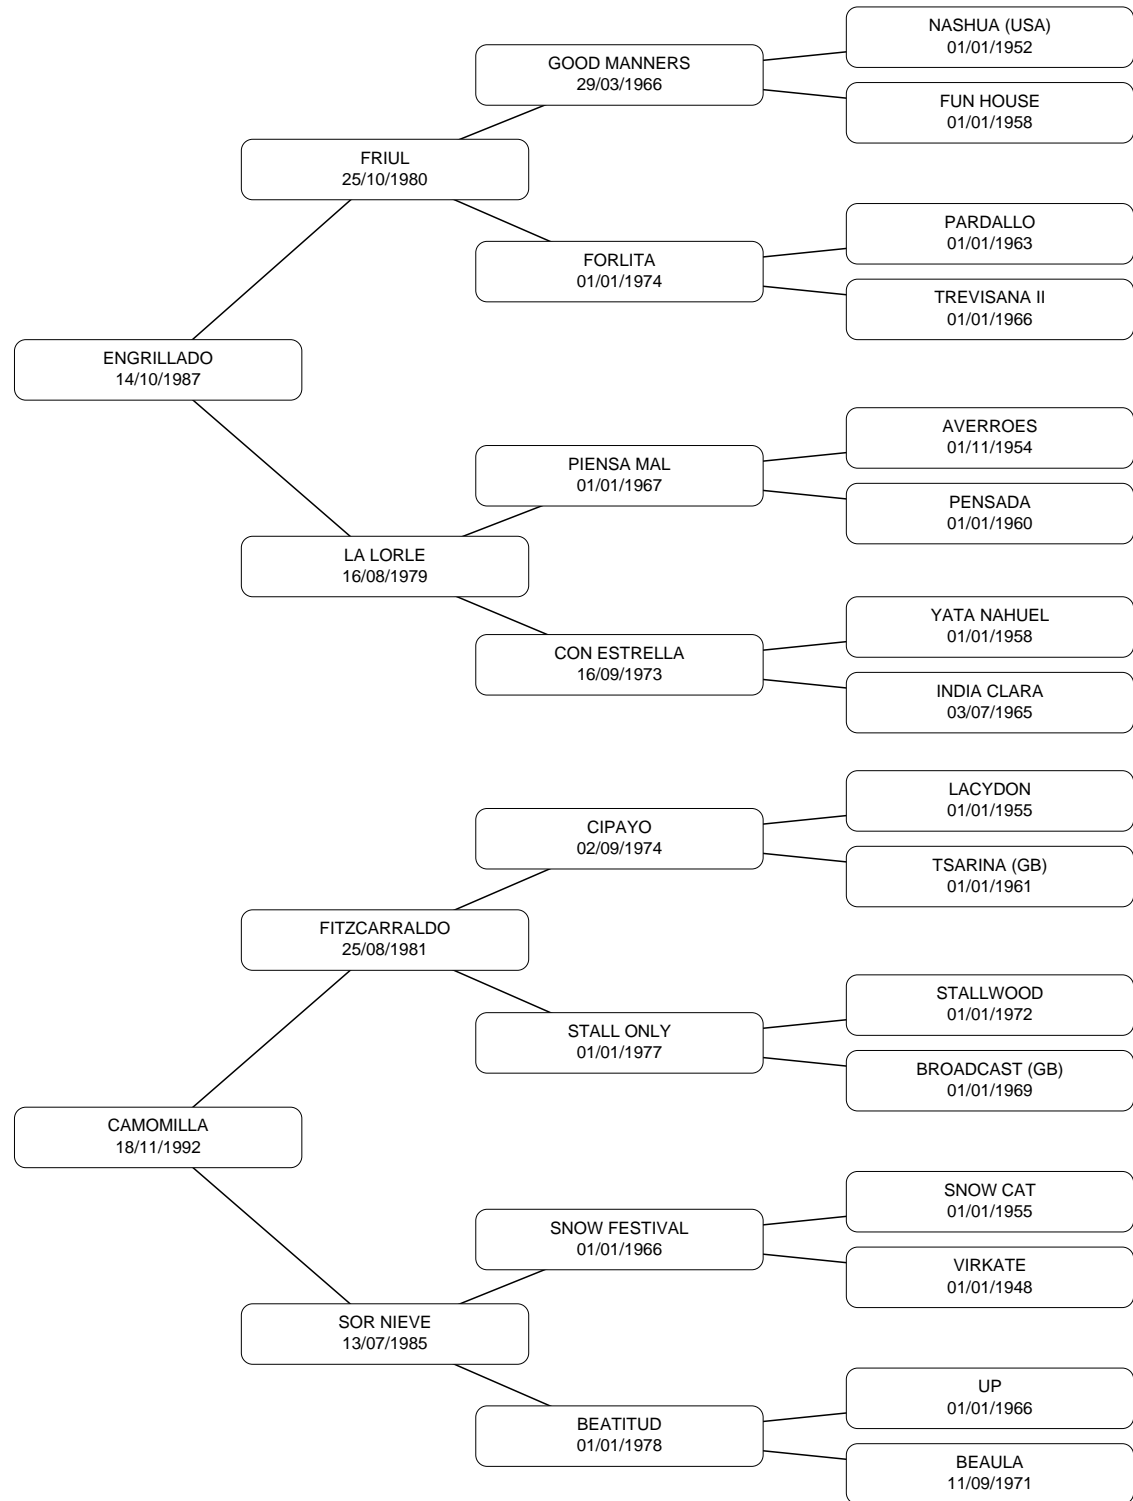 NASHUA (USA)
01/01/1952
GOOD MANNERS
29/03/1966
FUN HOUSE
01/01/1958
FRIUL
25/10/1980
PARDALLO
01/01/1963
FORLITA
01/01/1974
TREVISANA II
01/01/1966
ENGRILLADO
14/10/1987
AVERROES
01/11/1954
PIENSA MAL
01/01/1967
PENSADA
01/01/1960
LA LORLE
16/08/1979
YATA NAHUEL
01/01/1958
CON ESTRELLA
16/09/1973
INDIA CLARA
03/07/1965
LACYDON
01/01/1955
CIPAYO
02/09/1974
TSARINA (GB)
01/01/1961
FITZCARRALDO
25/08/1981
STALLWOOD
01/01/1972
STALL ONLY
01/01/1977
BROADCAST (GB)
01/01/1969
CAMOMILLA
18/11/1992
SNOW CAT
01/01/1955
SNOW FESTIVAL
01/01/1966
VIRKATE
01/01/1948
SOR NIEVE
13/07/1985
UP
01/01/1966
BEATITUD
01/01/1978
BEAULA
11/09/1971